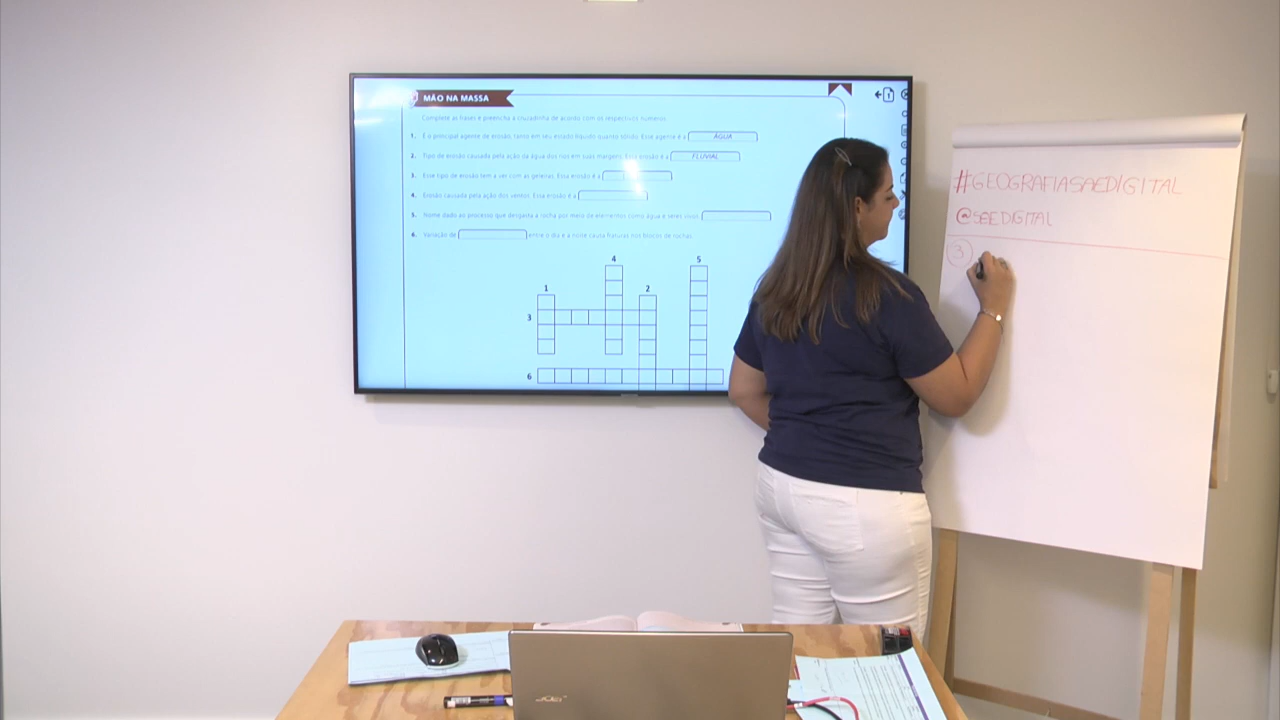 MÃO NA MASSA
Complete as frases e preencha a cruzadinha de acordo com os respectivos números.
1. É o principal agente de erosão, tanto em seu estado líquido quanto sólido. Esse agente é a ÁGUA
2. Tipo de erosão causada pela ação da água dos rios em suas margens. Essa erosão é a FLUVIAL
3. Esse tipo de erosão tem a ver com as geleiras. Essa erosão é a
4. Erosão causada pela ação dos ventos. Essa erosão é a
5. Nome dado ao processo que desgasta a rocha por meio de elementos como água e seres vivos:
6. Variação de entre o dia e a noite causa fraturas nos blocos de rochas.
4 5
1 2
3
6
#GEOGRAFIASAEDIGITAL
@SEEDIGITAL
3
acer